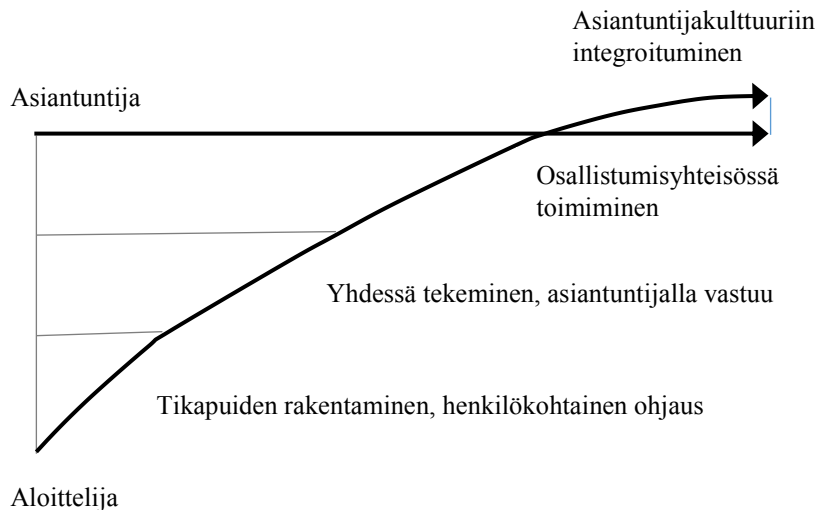 Asiantuntijakulttuuriin
integroituminen
Asiantuntija
Osallistumisyhteisössä
toimiminen
Yhdessä tekeminen, asiantuntijalla vastuu
Tikapuiden rakentaminen, henkilökohtainen ohjaus
Aloittelija